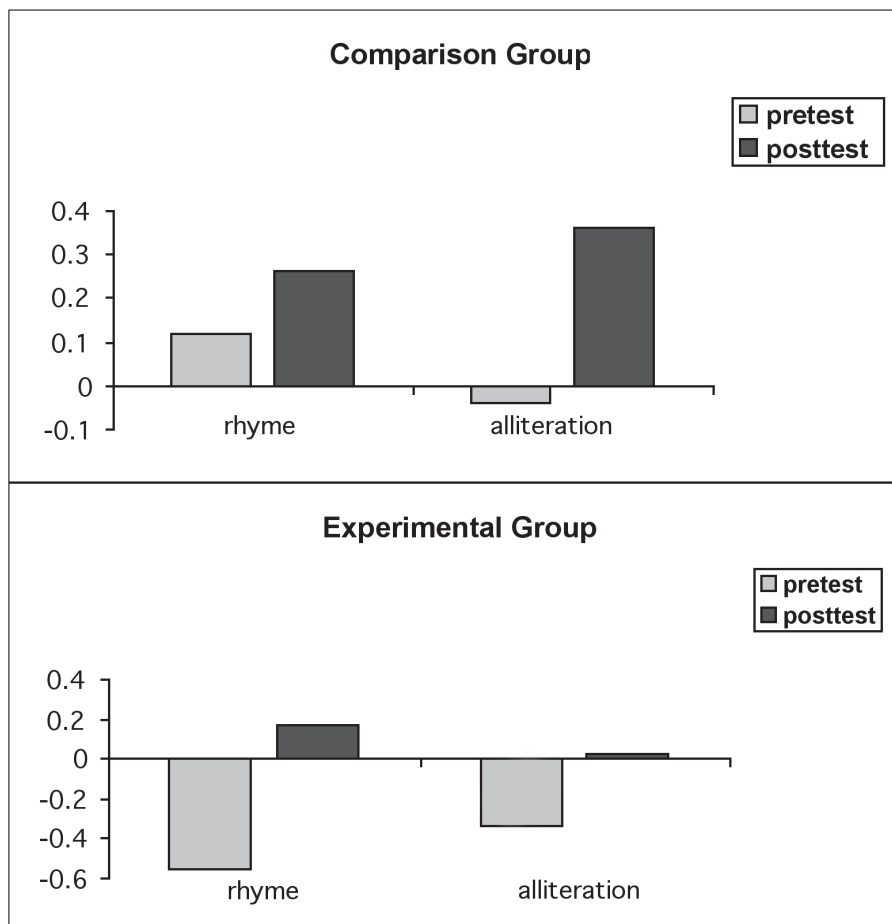 Comparison Group
pretest
posttest
0.4
0.3
0.2
0.1
0
-0.1
rhyme alliteration
Experimental Group
pretest
posttest
0.4
0.2
0
-0.2
-0.4
-0.6
rhyme alliteration